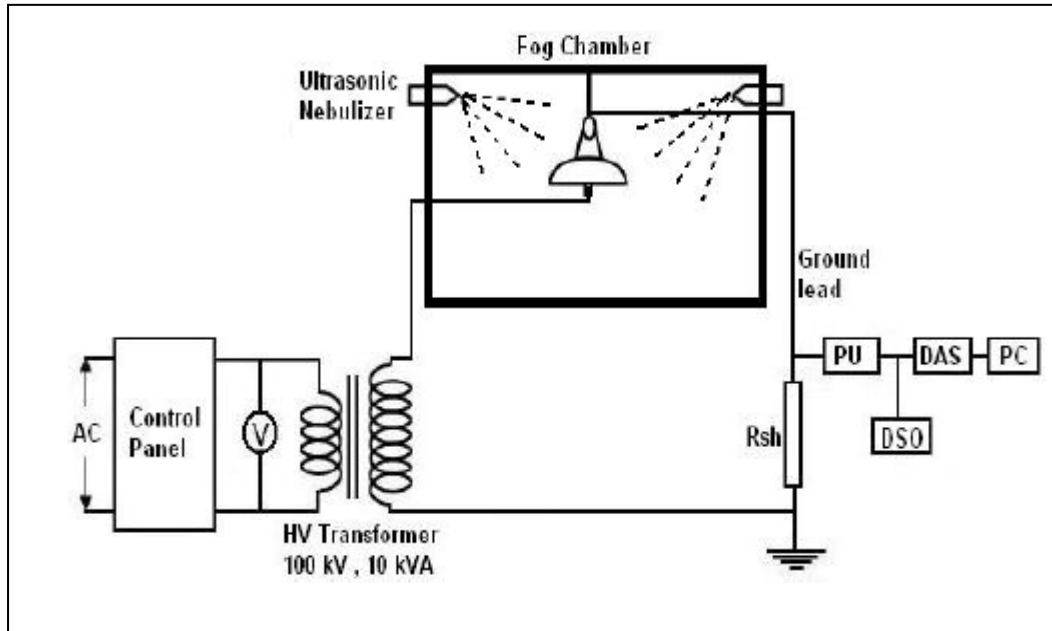 Fog Chamber
Ultrasonic
Nebulizer
Ground
lead
PU
DAS
PC
DSO
Rsh
AC
Control
Panel
V
HV Transformer
100 kV , 10 kVA